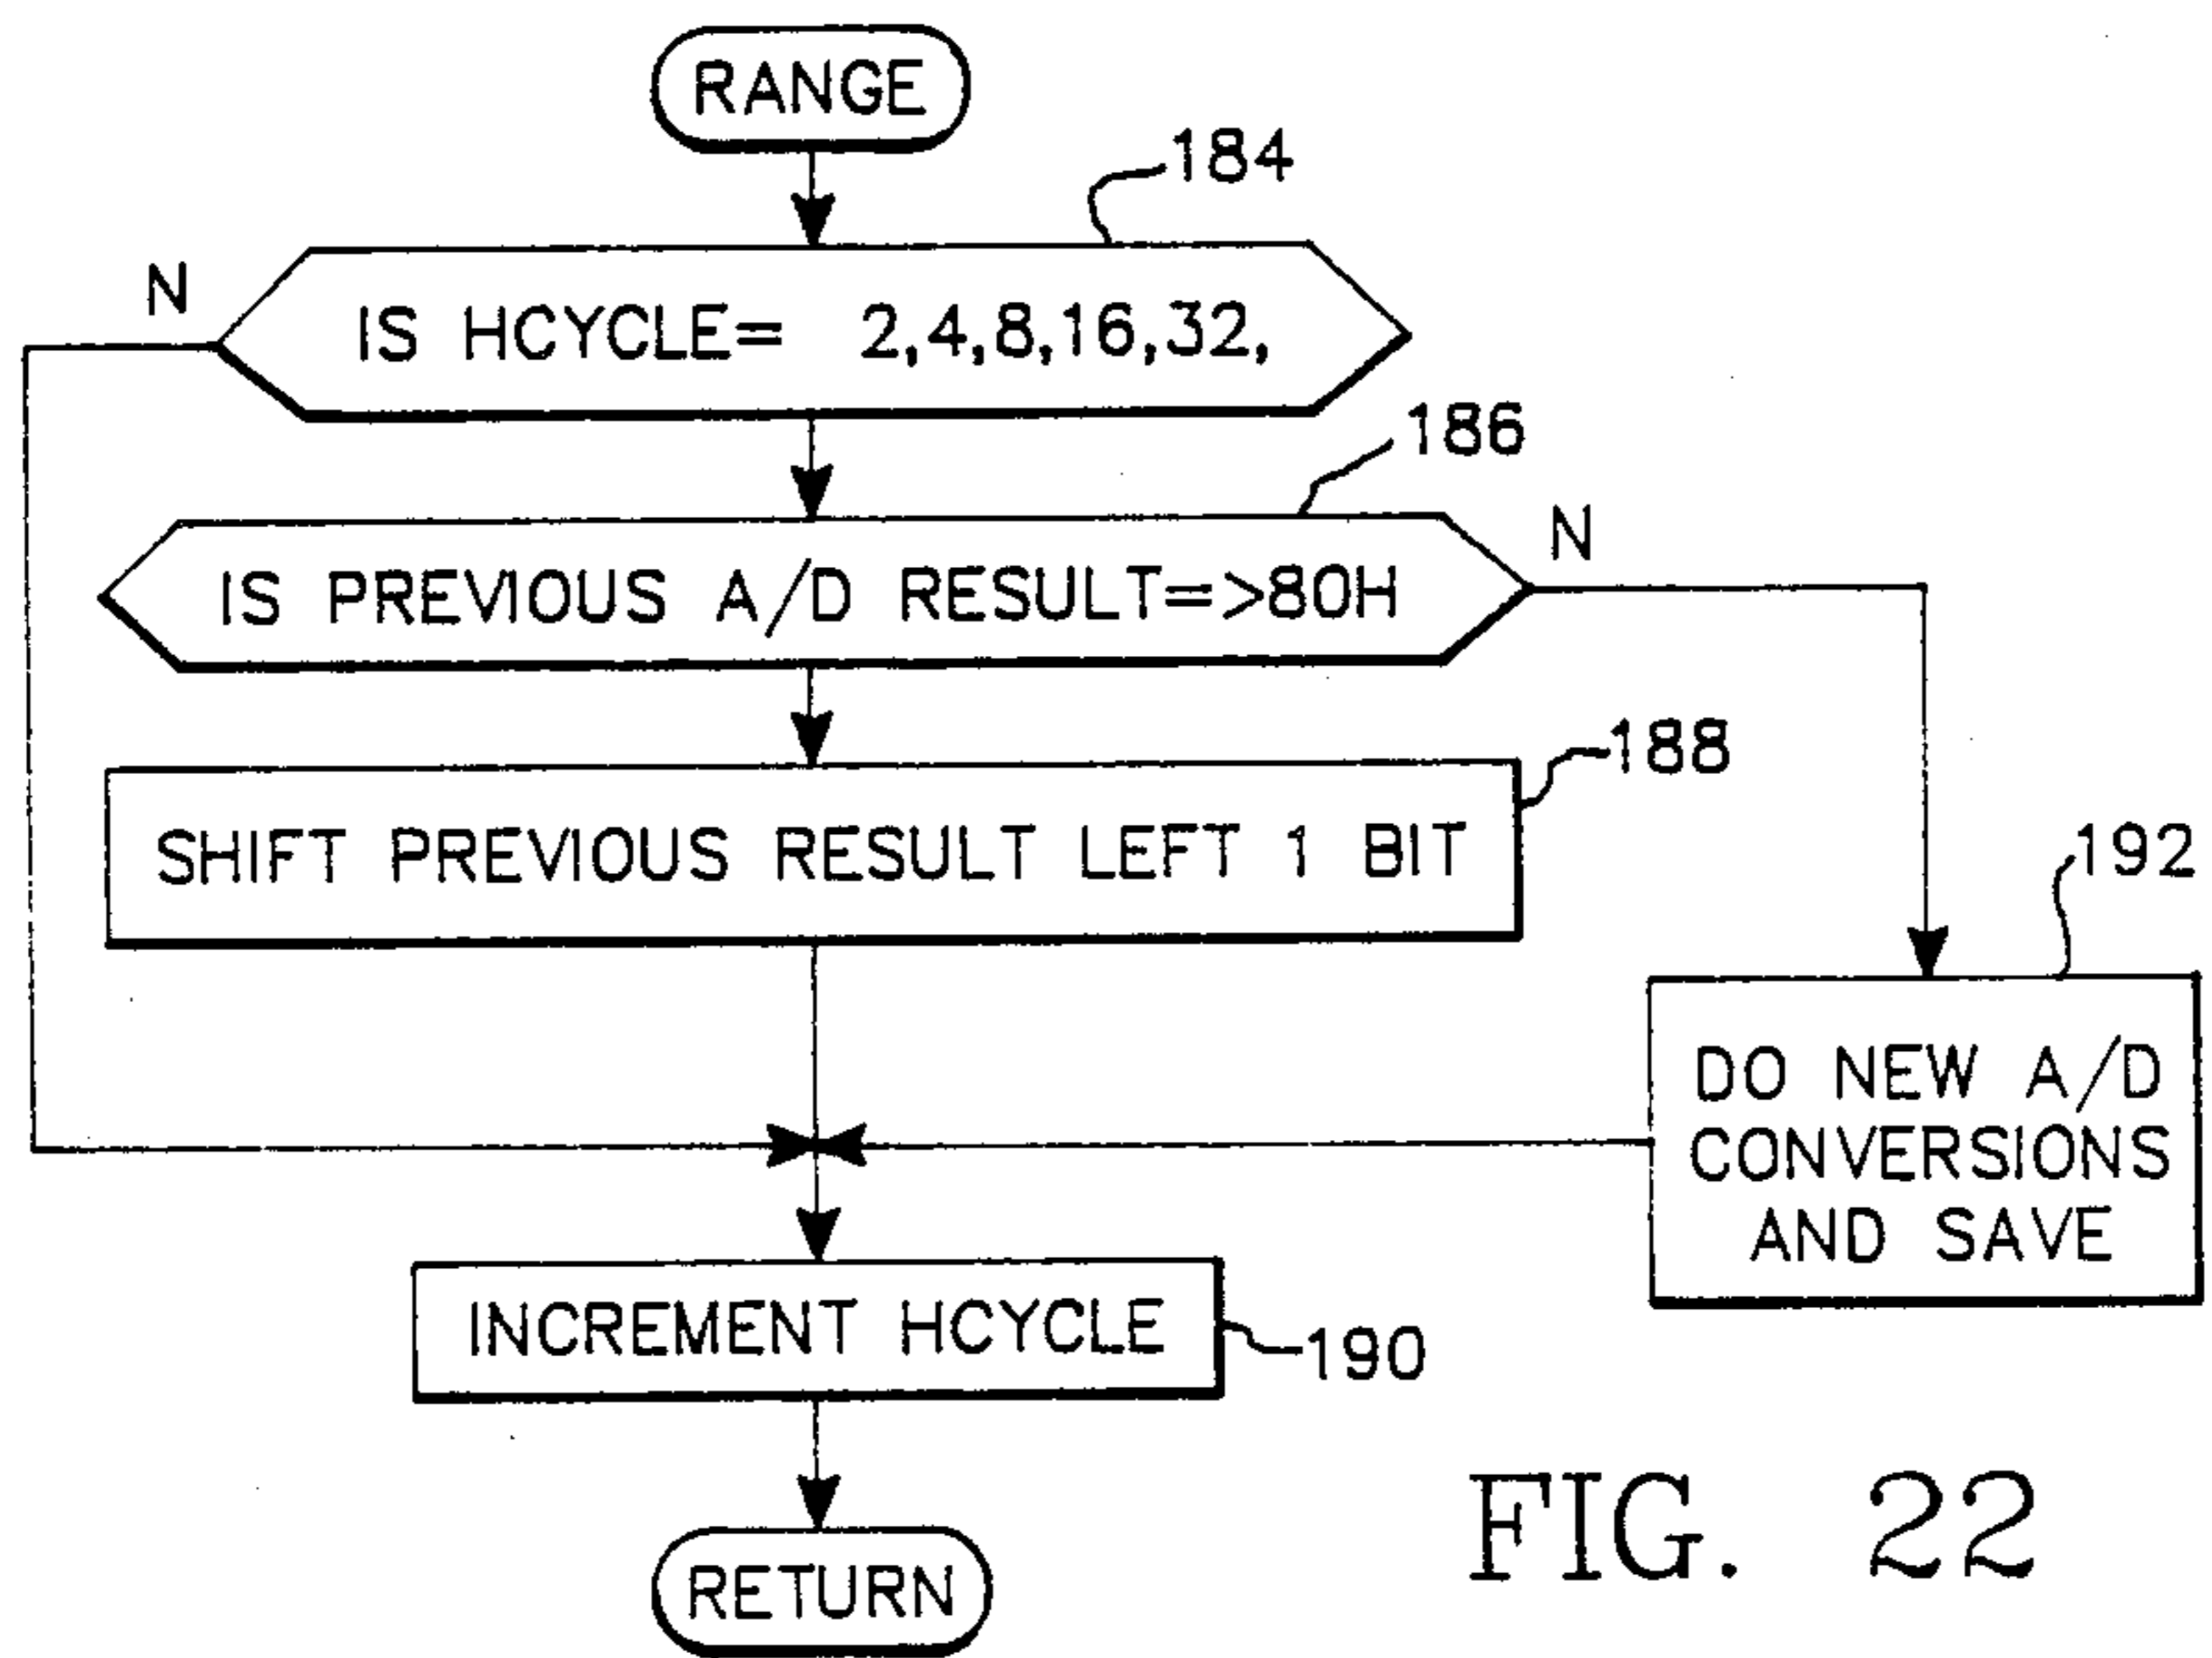 RANGE
184
N
IS HCYCLE= 2,4,8,16,32,
186
N
IS PREVIOUS A/D RESULT=>80H
188
SHIFT PREVIOUS RESULT LEFT 1 BIT
192
DO NEW A/D
CONVERSIONS
AND SAVE
INCREMENT HCYCLE
190
RETURN
FIG. 22